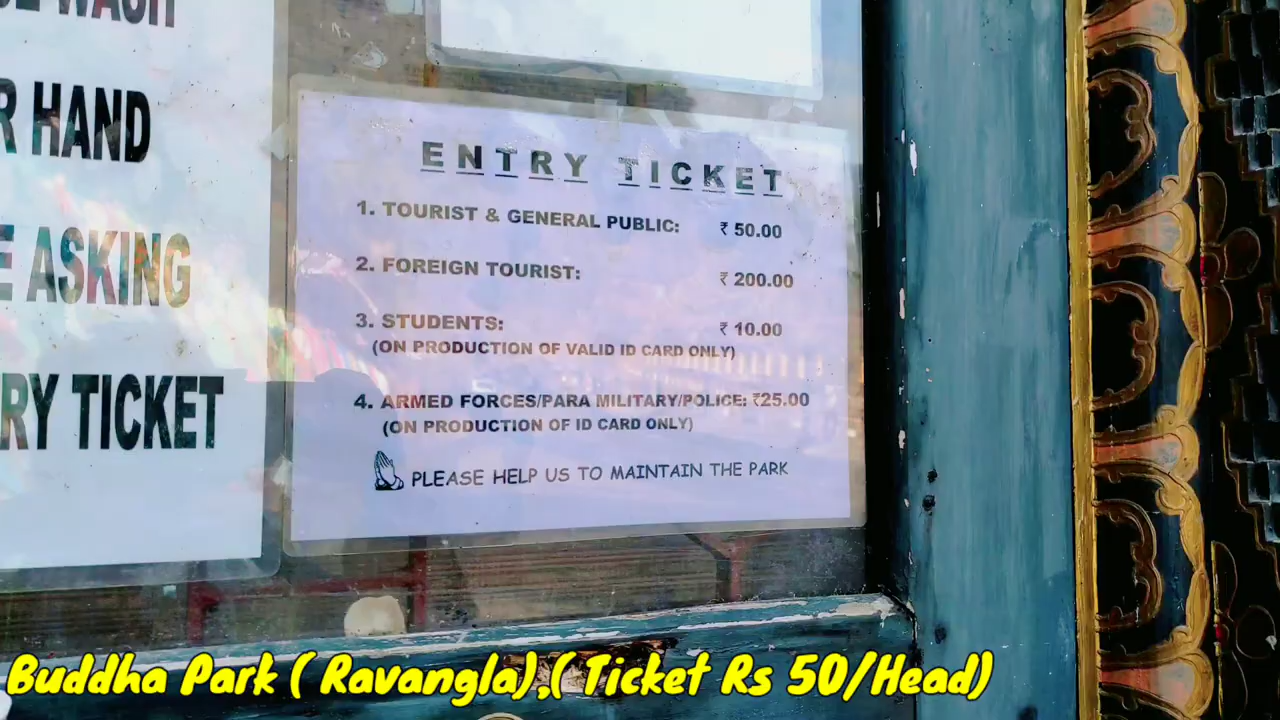 WASH
R HAND
E ASKING
RY TICKET
ENTRY TICKET
1. TOURIST & GENERAL PUBLIC: ₹ 50.00
2. FOREIGN TOURIST: ₹ 200.00
3. STUDENTS: ₹ 10.00
(ON PRODUCTION OF VALID ID CARD ONLY)
4. ARMED FORCES/PARA MILITARY/POLICE: ₹25.00
(ON PRODUCTION OF ID CARD ONLY)
PLEASE HELP US TO MAINTAIN THE PARK
Buddha Park ( Ravangla),( Ticket Rs 50/Head)